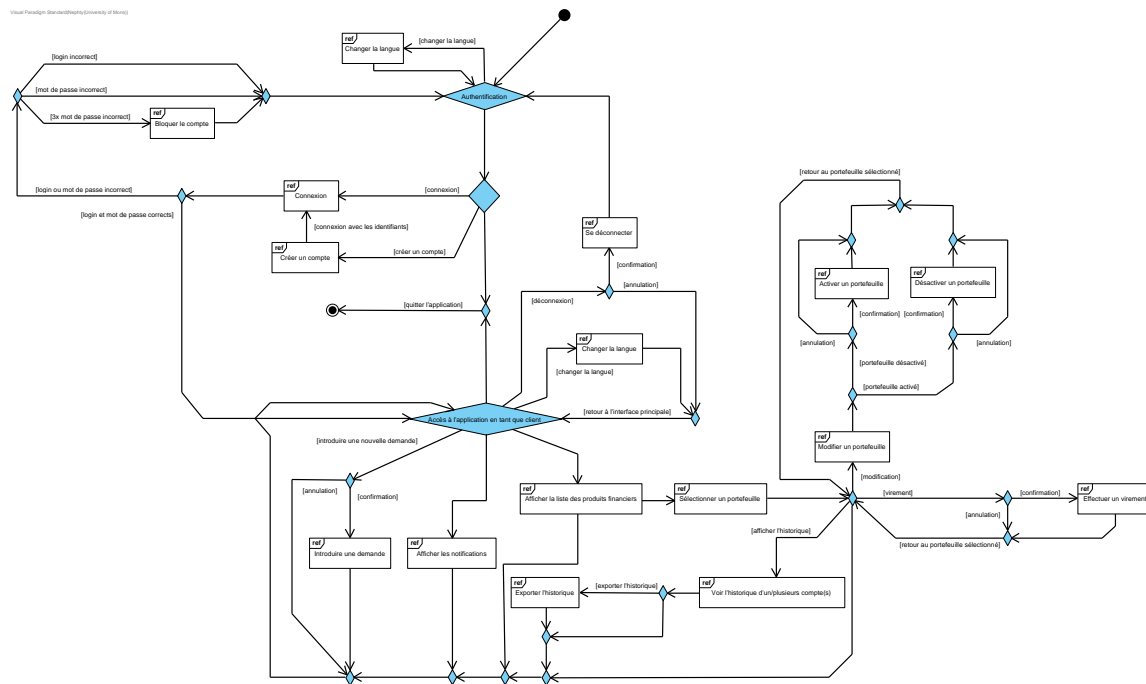 Visual Paradigm Standard(Nephty(University of Mons))
ref
Changer la langue
[changer la langue]
[login incorrect]
[mot de passe incorrect]
Authentification
[3x mot de passe incorrect]
ref
Bloquer le compte
[retour au portefeuille sélectionné]
[login ou mot de passe incorrect]
ref
Connexion
[connexion]
[login et mot de passe corrects]
[connexion avec les identifiants]
ref
Se déconnecter
ref
Créer un compte
[créer un compte]
[confirmation]
[annulation]
ref
Activer un portefeuille
ref
Désactiver un portefeuille
[déconnexion]
[quitter l'application]
[confirmation]
[confirmation]
ref
Changer la langue
[annulation]
[annulation]
[changer la langue]
[portefeuille désactivé]
[portefeuille activé]
Accès à l'application en tant que client
[retour à l'interface principale]
[introduire une nouvelle demande]
ref
Modifier un portefeuille
[modification]
[annulation]
[confirmation]
ref
Afficher la liste des produits financiers
ref
Sélectionner un portefeuille
[virement]
[confirmation]
ref
Effectuer un virement
[annulation]
[afficher l'historique]
[retour au portefeuille sélectionné]
ref
Introduire une demande
ref
Afficher les notifications
ref
Exporter l'historique
[exporter l'historique]
ref
Voir l'historique d'un/plusieurs compte(s)